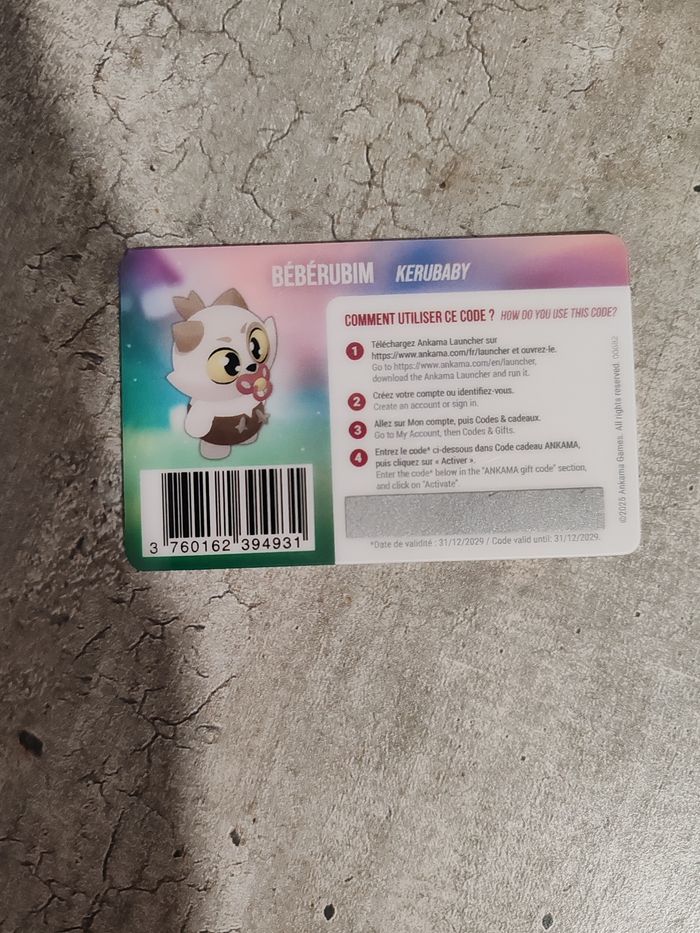 BÉBÉRUBIM KERUBABY
COMMENT UTILISER CE CODE ? HOW DO YOU USE THIS CODE?
1 Téléchargez Ankama Launcher sur
https://www.ankama.com/fr/launcher et ouvrez-le.
Go to https://www.ankama.com/en/launcher,
download the Ankama Launcher and run it.
2 Créez votre compte ou identifiez-vous.
Create an account or sign in.
3 Allez sur Mon compte, puis Codes & cadeaux.
Go to My Account, then Codes & Gifts.
4 Entrez le code* ci-dessous dans Code cadeau ANKAMA,
puis cliquez sur « Activer ».
Enter the code* below in the "ANKAMA gift code" section,
and click on "Activate"
*Date de validité : 31/12/2029 / Code valid until: 31/12/2029.
3 760162 394931
©2025 Ankama Games. All rights reserved.